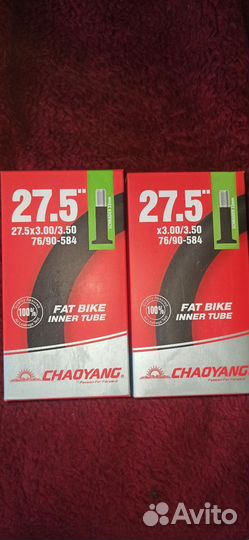 27.5"
27.5x3.00/3.50
76/90-584
100%
FAT BIKE
INNER TUBE
CHAOYANG®
27.5"
x3.00/3.50
76/90-584
100%
FAT BIKE
INNER TUBE
CHAOYANG
Avito